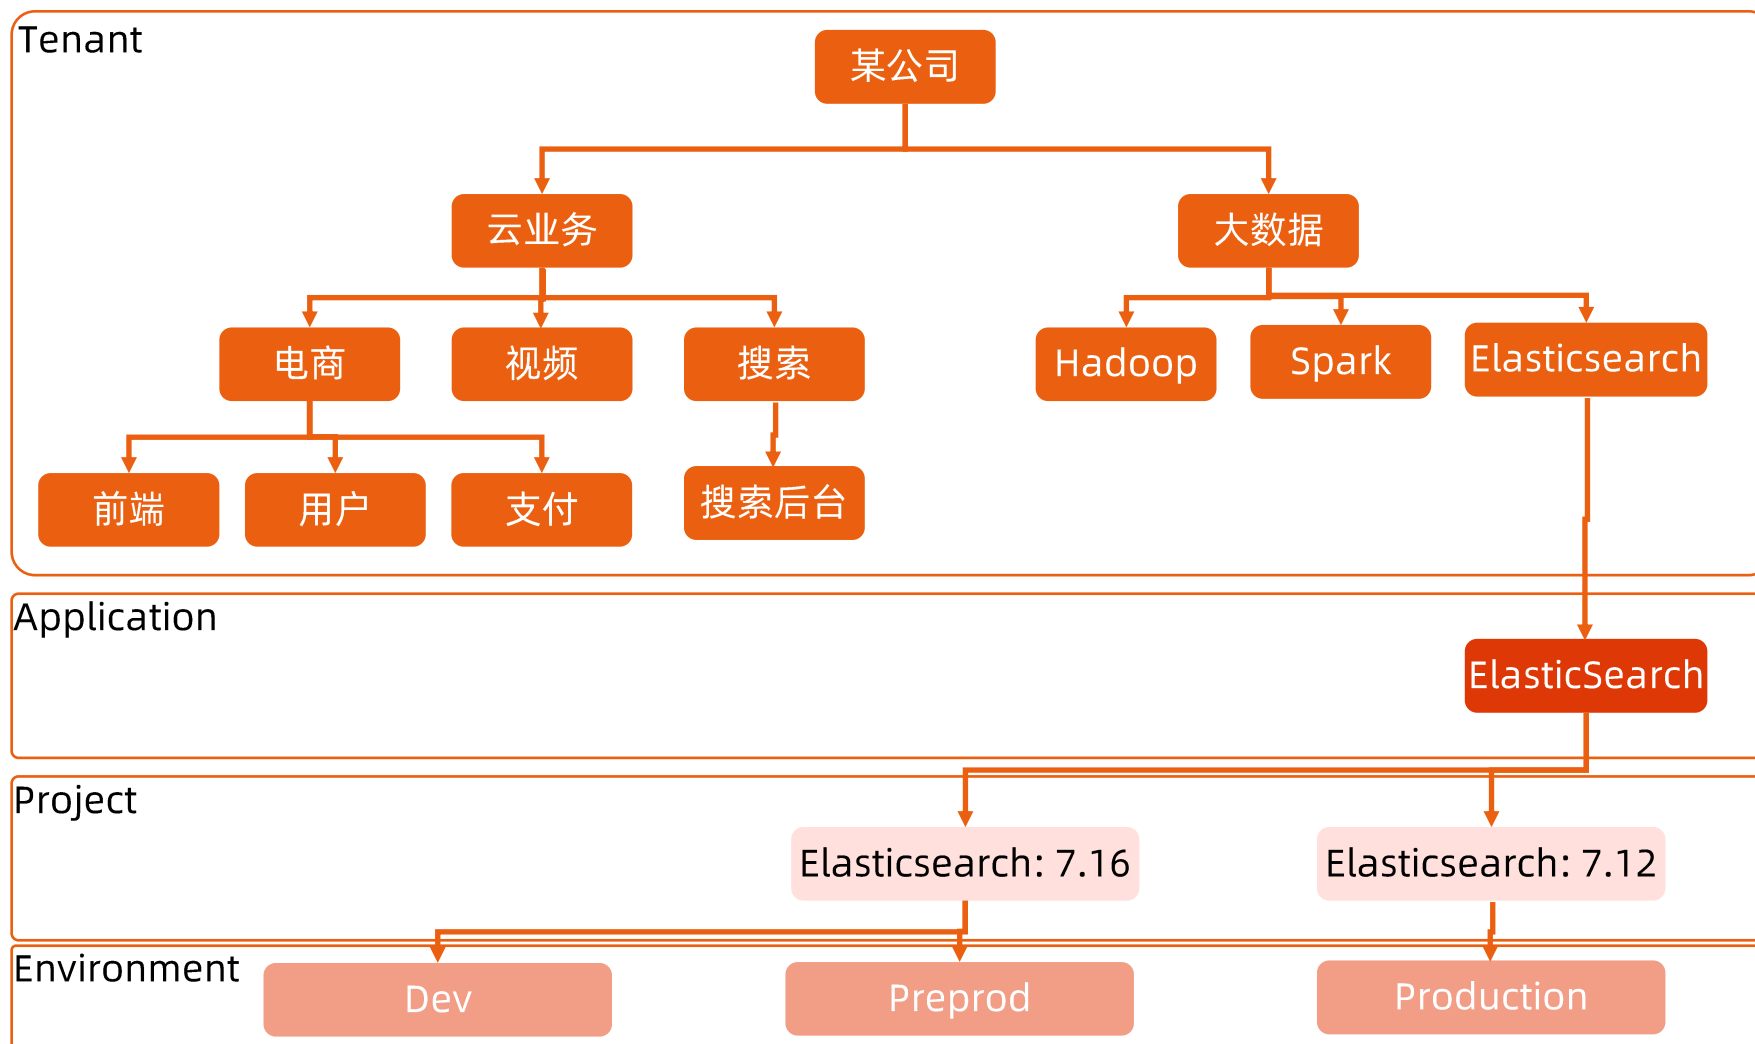 Tenant
某公司
云业务
大数据
电商
视频
搜索
Hadoop
Spark
Elasticsearch
前端
用户
支付
搜索后台
Application
ElasticSearch
Project
Elasticsearch: 7.16
Elasticsearch: 7.12
Environment
Dev
Preprod
Production